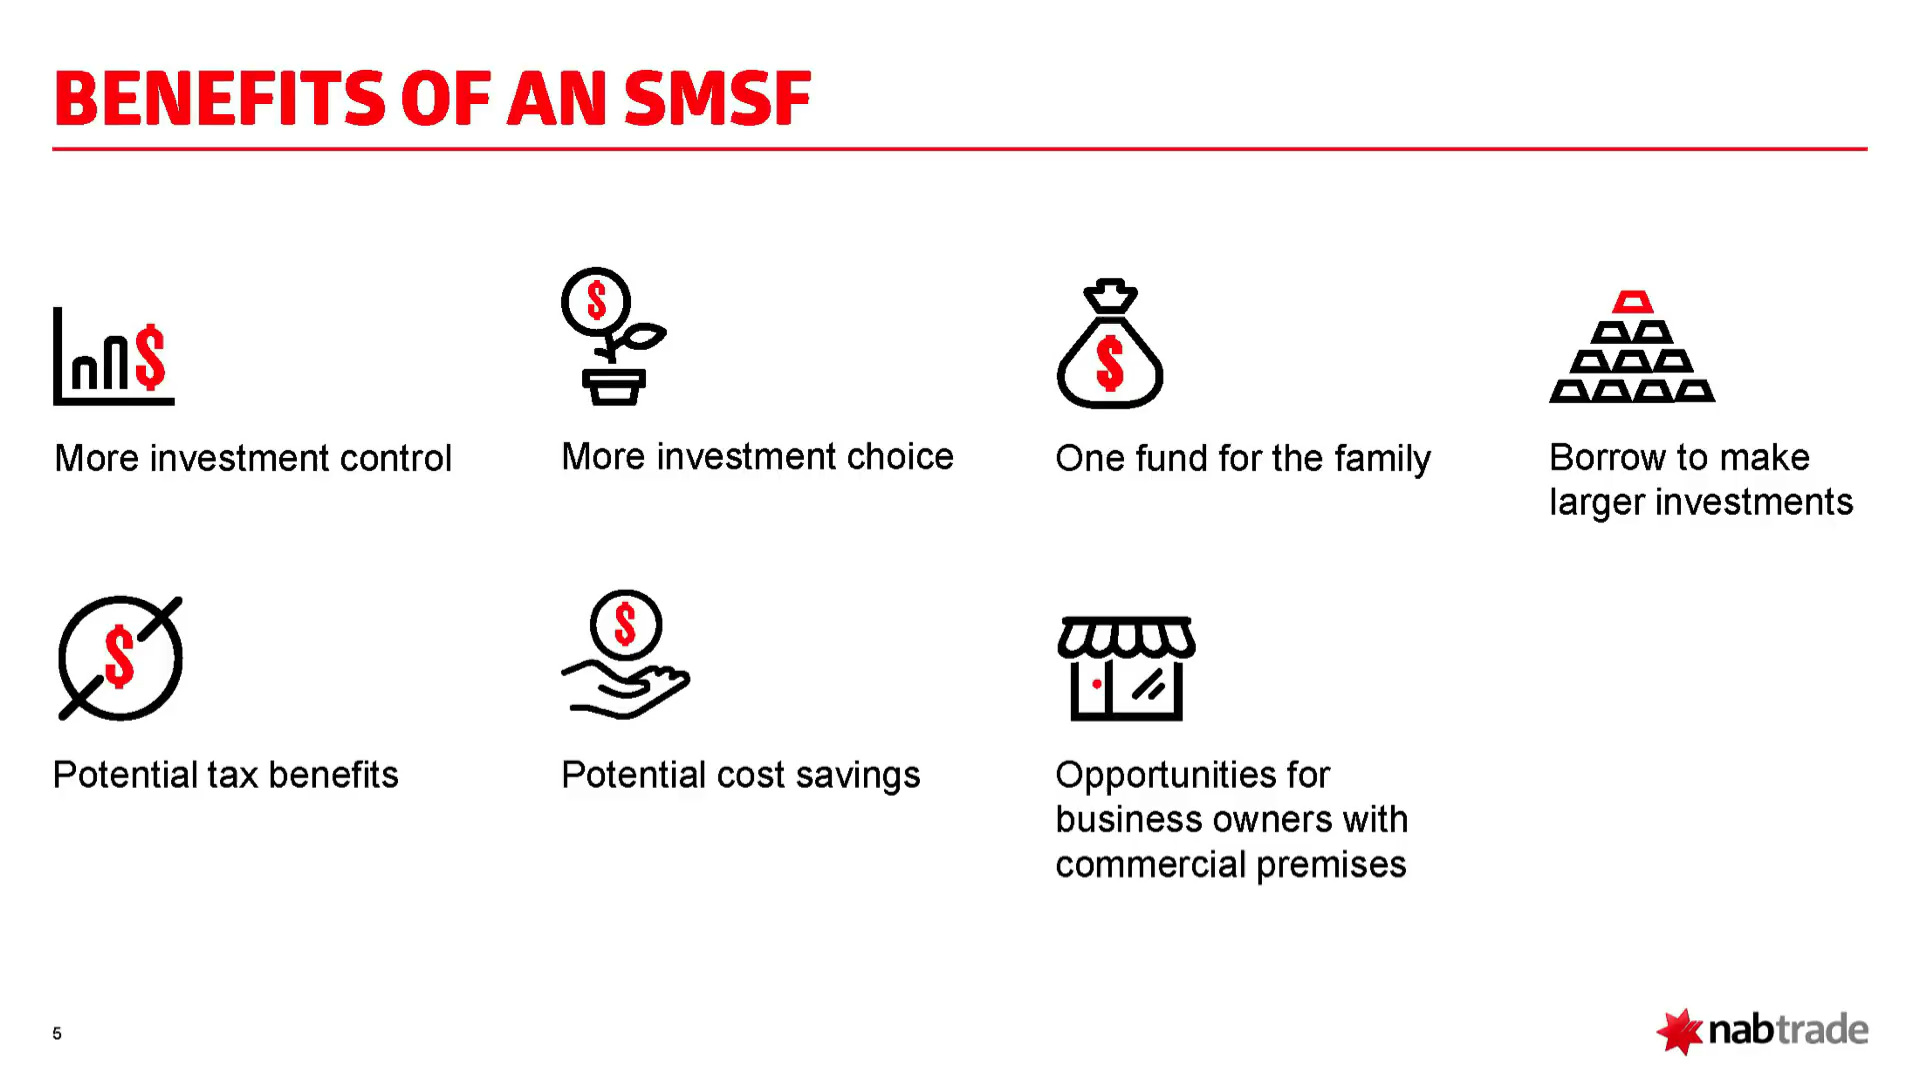 BENEFITS OF AN SMSF
$
$
$
More investment control
More investment choice
One fund for the family
Borrow to make
larger investments
$
$
Potential tax benefits
Potential cost savings
Opportunities for
business owners with
commercial premises
5
nabtrade